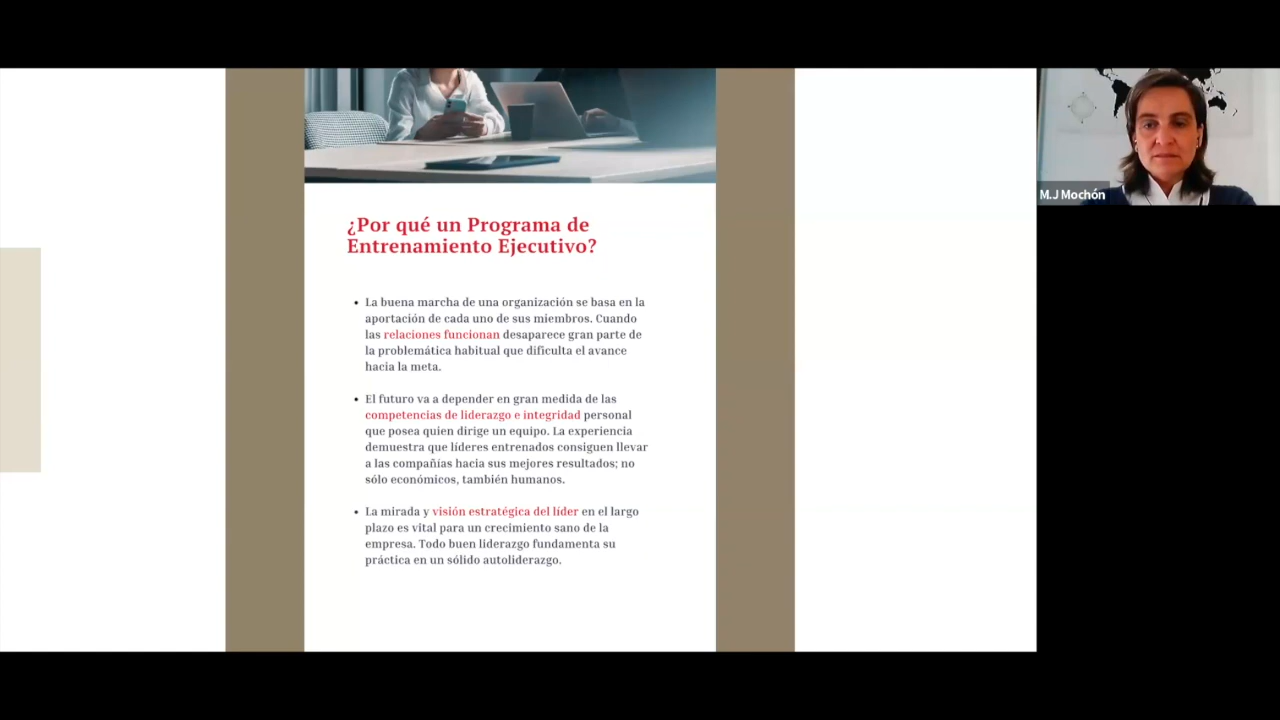 ¿Por qué un Programa de
Entrenamiento Ejecutivo?
• La buena marcha de una organización se basa en la
aportación de cada uno de sus miembros. Cuando
las relaciones funcionan desaparece gran parte de
la problemática habitual que dificulta el avance
hacia la meta.
• El futuro va a depender en gran medida de las
competencias de liderazgo e integridad personal
que posea quien dirige un equipo. La experiencia
demuestra que líderes entrenados consiguen llevar
a las compañías hacia sus mejores resultados; no
sólo económicos, también humanos.
• La mirada y visión estratégica del líder en el largo
plazo es vital para un crecimiento sano de la
empresa. Todo buen liderazgo fundamenta su
práctica en un sólido autoliderazgo.
M.J Mochón